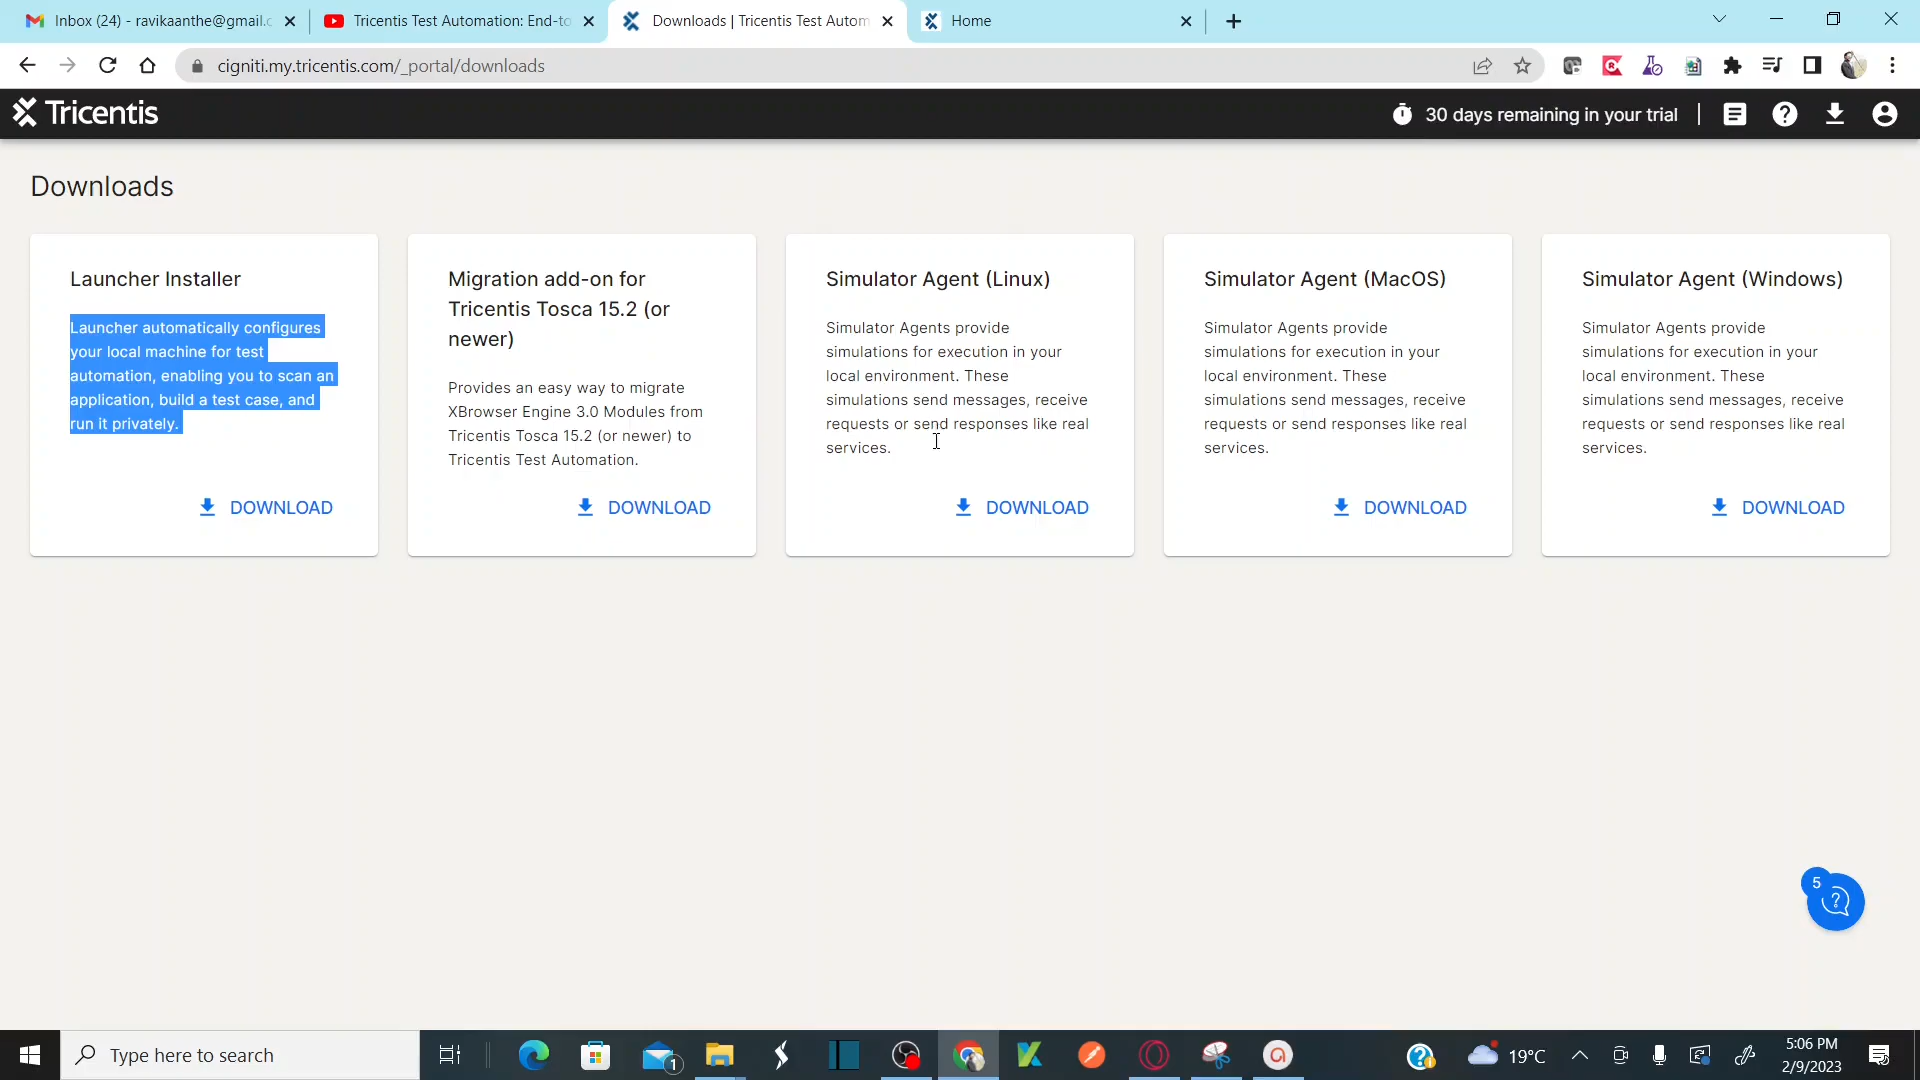 Inbox (24) - ravikaanthe@gmail.c
Tricentis Test Automation: End-to
Downloads | Tricentis Test Autom
Home
cigniti.my.tricentis.com/_portal/downloads
Tricentis
30 days remaining in your trial
Downloads
Launcher Installer
Launcher automatically configures
your local machine for test
automation, enabling you to scan an
application, build a test case, and
run it privately.
DOWNLOAD
Migration add-on for
Tricentis Tosca 15.2 (or
newer)
Provides an easy way to migrate
XBrowser Engine 3.0 Modules from
Tricentis Tosca 15.2 (or newer) to
Tricentis Test Automation.
DOWNLOAD
Simulator Agent (Linux)
Simulator Agents provide
simulations for execution in your
local environment. These
simulations send messages, receive
requests or send responses like real
services.
DOWNLOAD
Simulator Agent (MacOS)
Simulator Agents provide
simulations for execution in your
local environment. These
simulations send messages, receive
requests or send responses like real
services.
DOWNLOAD
Simulator Agent (Windows)
Simulator Agents provide
simulations for execution in your
local environment. These
simulations send messages, receive
requests or send responses like real
services.
DOWNLOAD
5
Type here to search
1
19°C
5:06 PM
2/9/2023